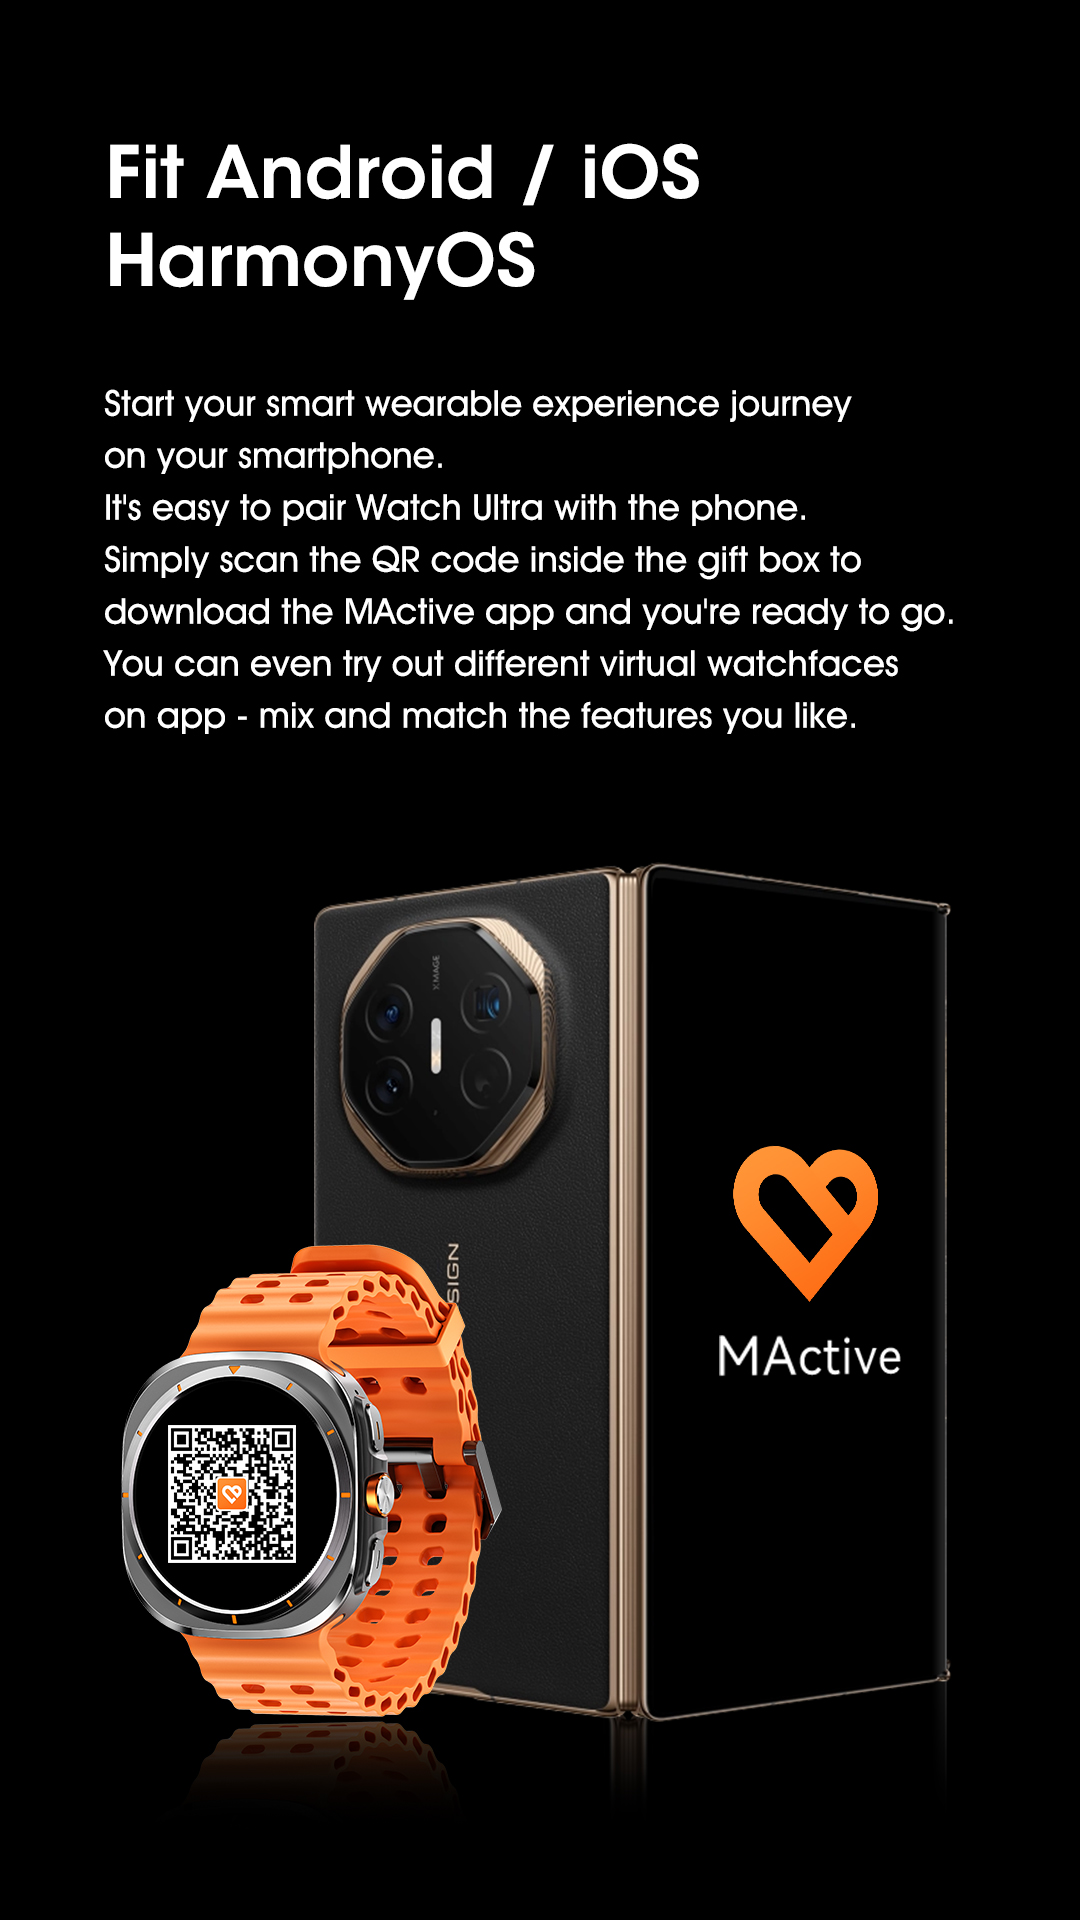 Fit Android / iOS
HarmonyOS
Start your smart wearable experience journey
on your smartphone.
It's easy to pair Watch Ultra with the phone.
Simply scan the QR code inside the gift box to
download the MActive app and you're ready to go.
You can even try out different virtual watchfaces
on app - mix and match the features you like.
XMAGE
SIGN
MActive